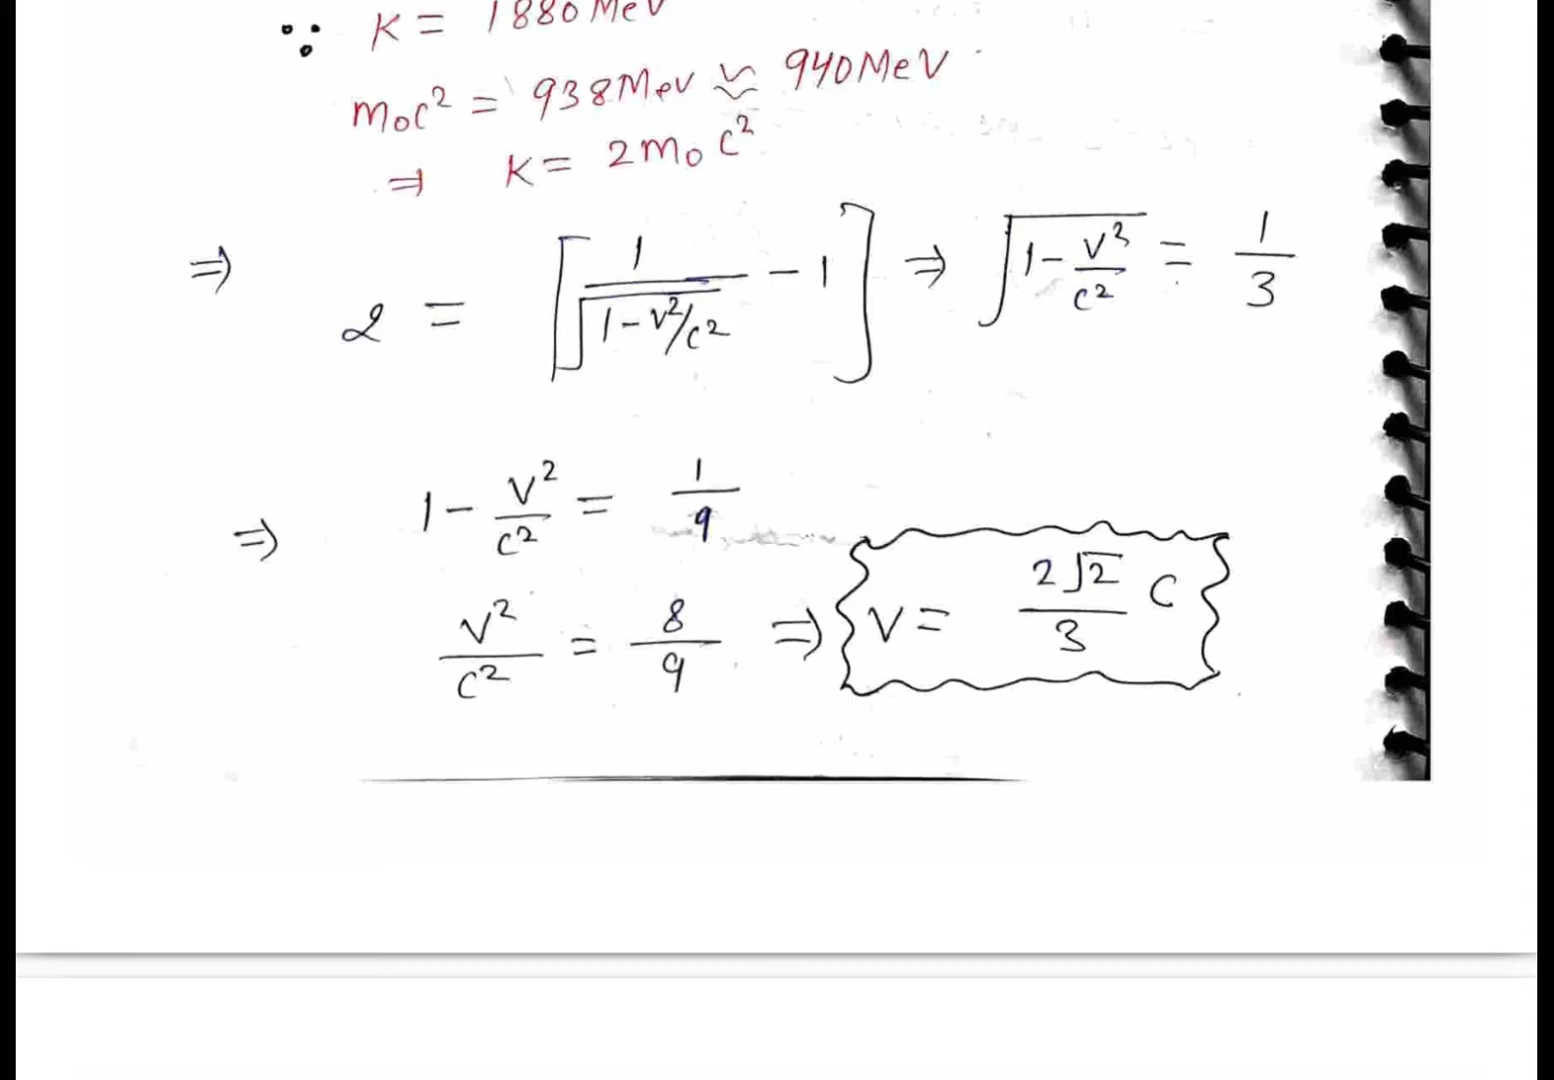 ∵ K = 1880 MeV
m₀c² = 938 MeV ≈ 940 MeV
⇒ K = 2m₀c²
⇒ 2 = [1/√(1 - v²/c²) - 1] ⇒ √(1 - v²/c²) = 1/3
⇒ 1 - v²/c² = 1/9
v²/c² = 8/9 ⇒ v = 2√2/3 c